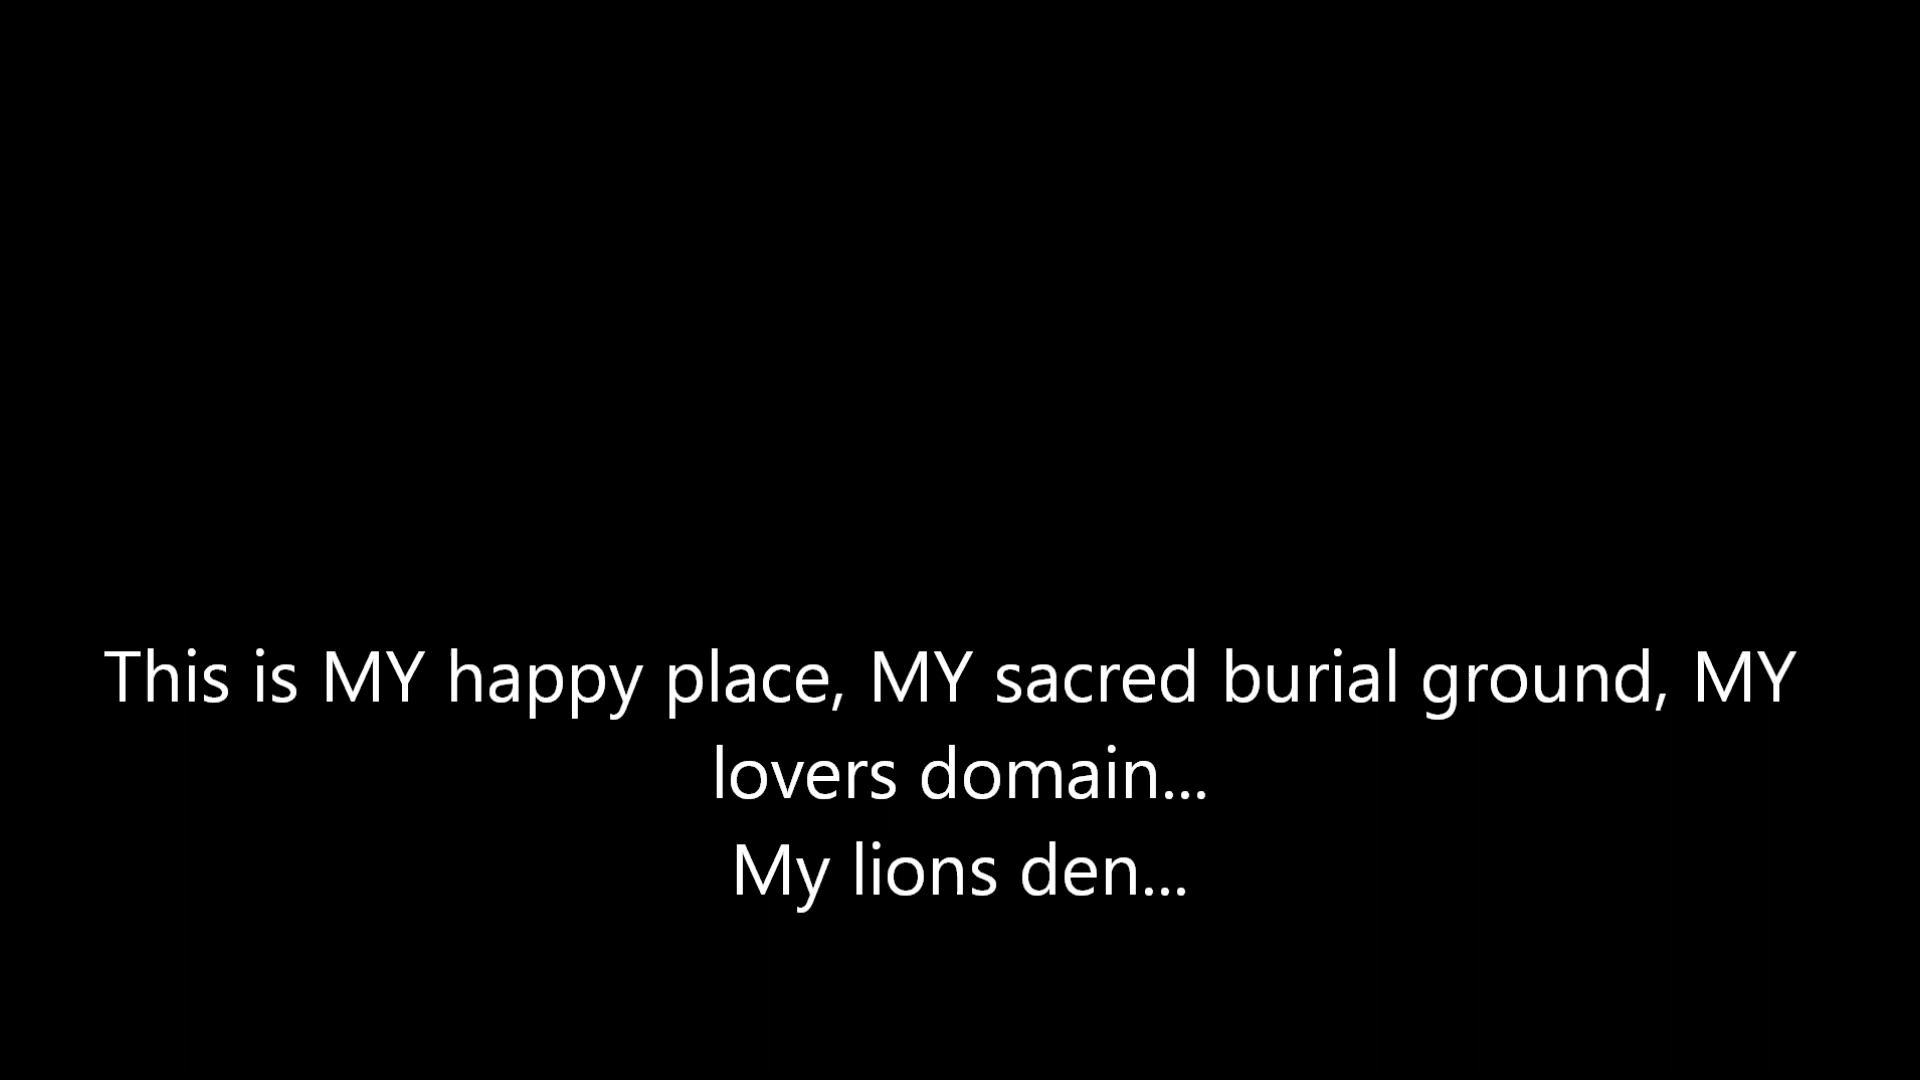 This is MY happy place, MY sacred burial ground, MY
lovers domain...
My lions den...